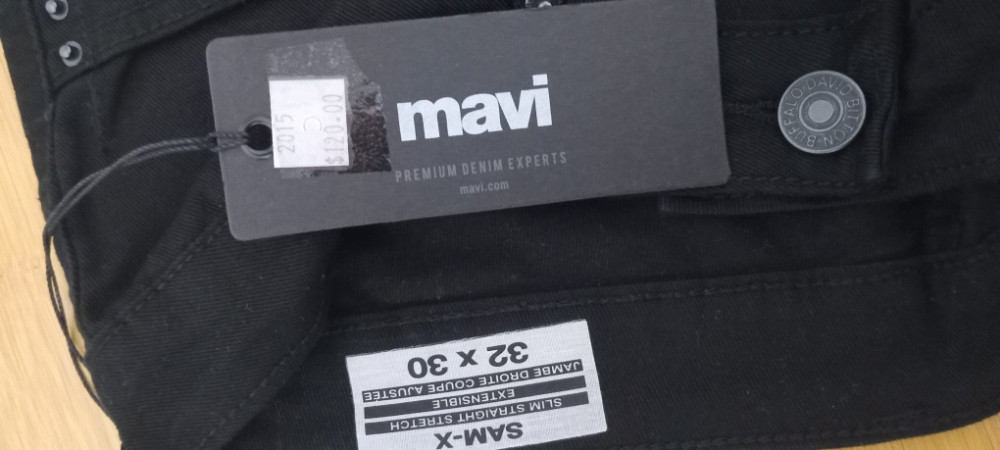 2015
$120.00
mavi
PREMIUM DENIM EXPERTS
mavi.com
BUFFALO·DAVID BITTON·
SAM-X
SLIM STRAIGHT STRETCH
EXTENSIBLE
JAMBE DROITE COUPE AJUSTÉE
32 x 30